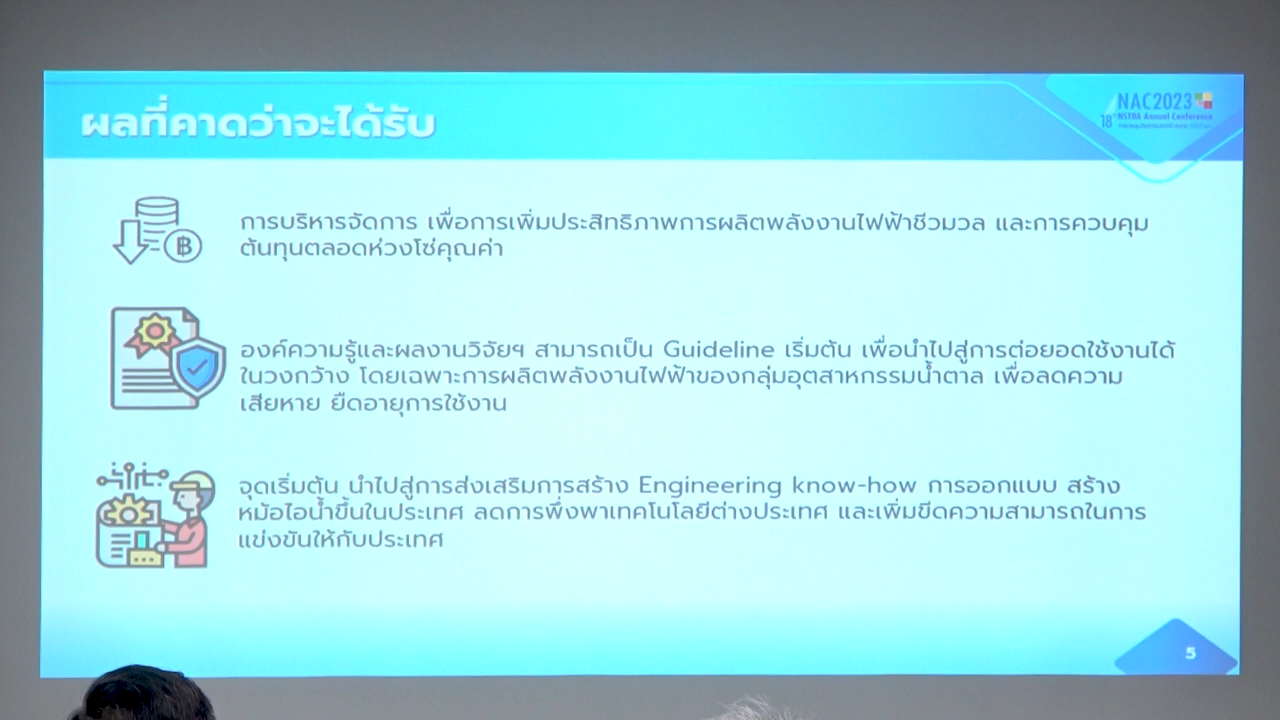 ผลที่คาดว่าจะได้รับ
NAC2023
18
NSTDA Annual Conference
การบริหารจัดการ เพื่อการเพิ่มประสิทธิภาพการผลิตพลังงานไฟฟ้าชีวมวล และการควบคุม
ต้นทุนตลอดห่วงโซ่คุณค่า
องค์ความรู้และผลงานวิจัยฯ สามารถเป็น Guideline เริ่มต้น เพื่อนำไปสู่การต่อยอดใช้งานได้
ในวงกว้าง โดยเฉพาะการผลิตพลังงานไฟฟ้าของกลุ่มอุตสาหกรรมน้ำตาล เพื่อลดความ
เสียหาย ยืดอายุการใช้งาน
จุดเริ่มต้น นำไปสู่การส่งเสริมการสร้าง Engineering know-how การออกแบบ สร้าง
หม้อไอน้ำขึ้นในประเทศ ลดการพึ่งพาเทคโนโลยีต่างประเทศ และเพิ่มขีดความสามารถในการ
แข่งขันให้กับประเทศ
5